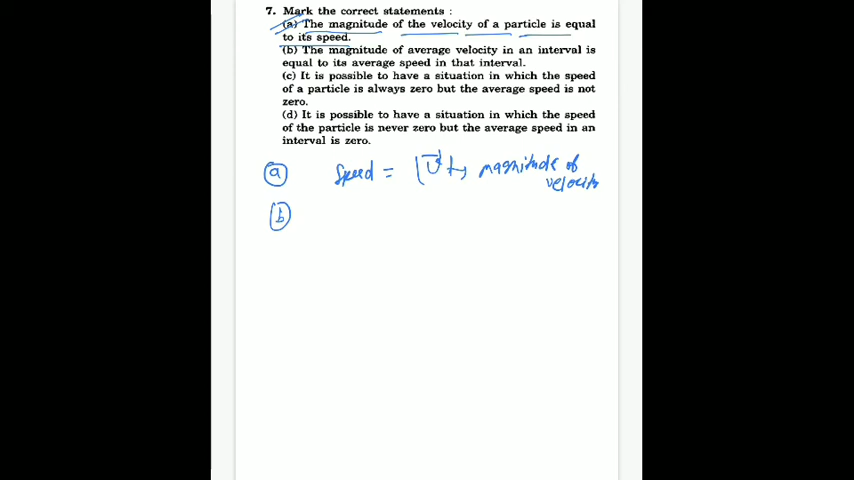 7. Mark the correct statements :
(a) The magnitude of the velocity of a particle is equal
to its speed.
(b) The magnitude of average velocity in an interval is
equal to its average speed in that interval.
(c) It is possible to have a situation in which the speed
of a particle is always zero but the average speed is not
zero.
(d) It is possible to have a situation in which the speed
of the particle is never zero but the average speed in an
interval is zero.
(a) Speed = |v⃗| → magnitude of
velocity
(b)